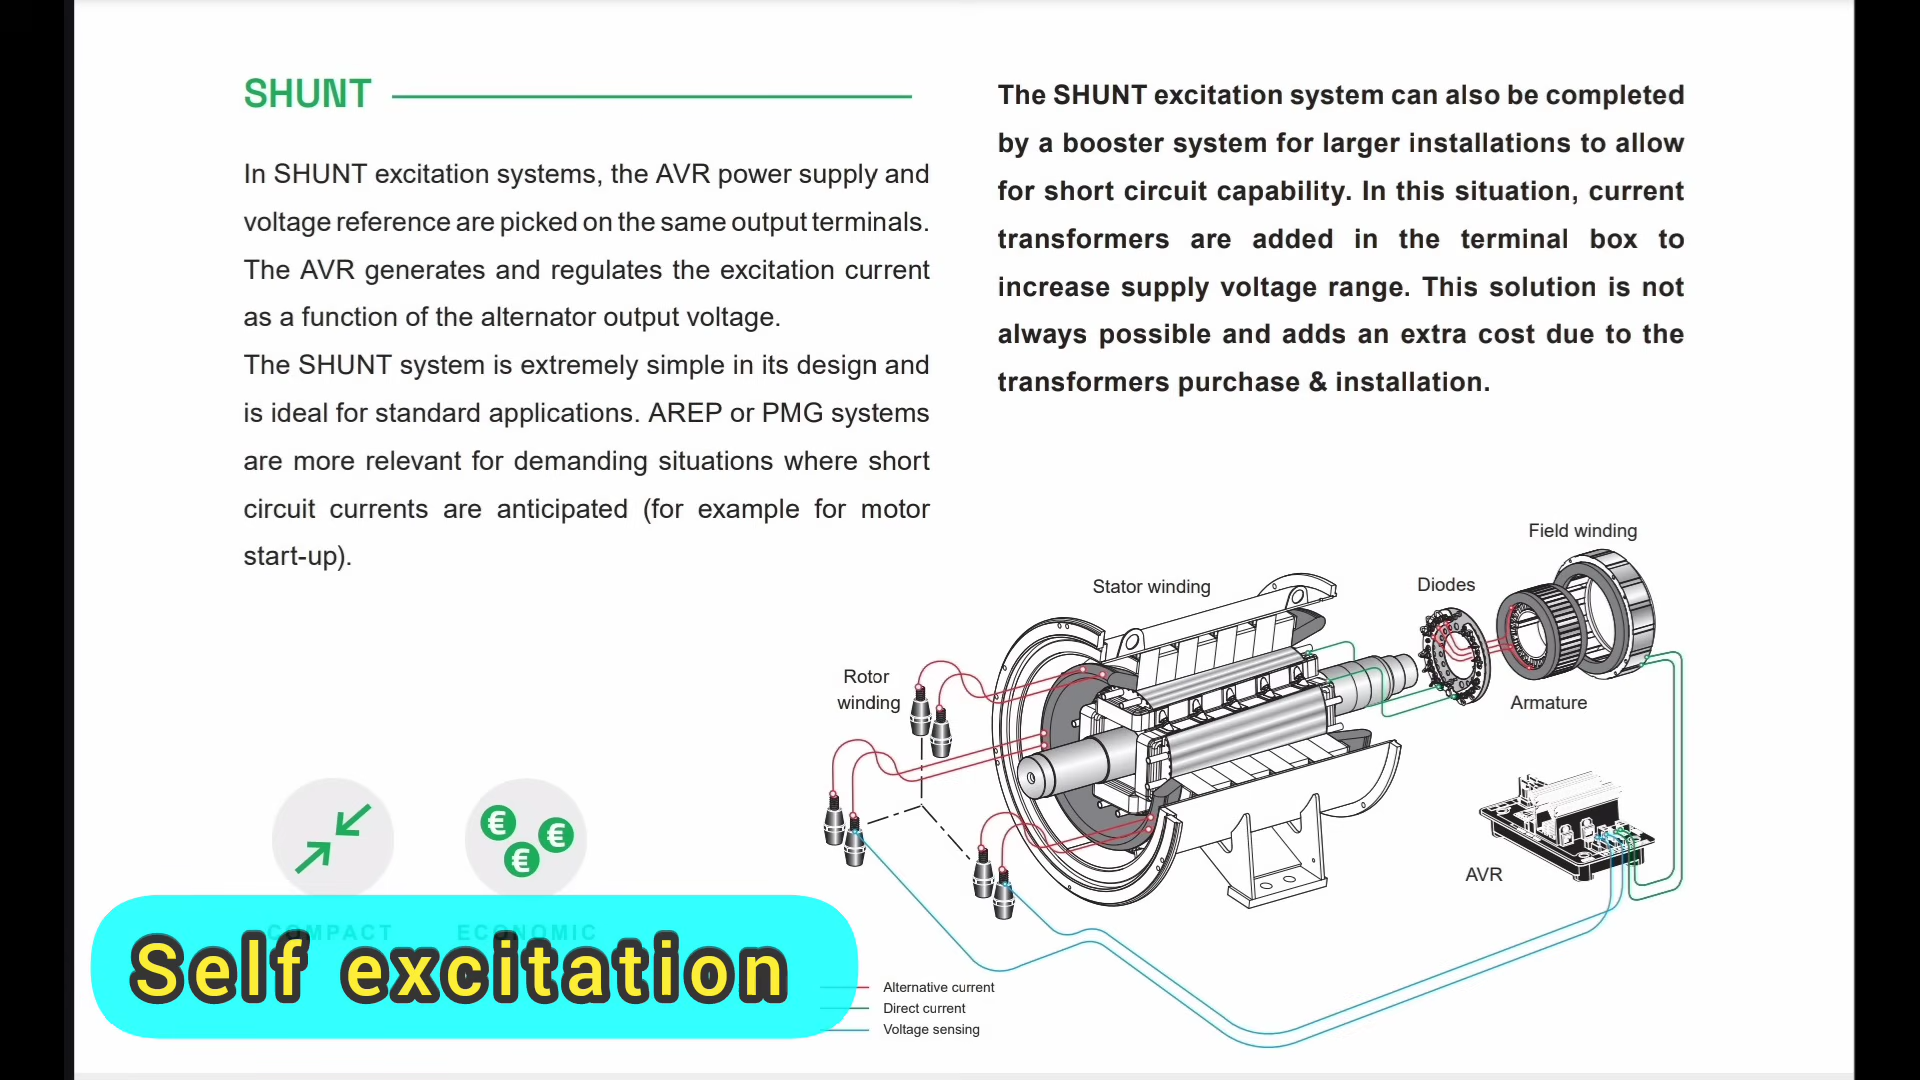 SHUNT
In SHUNT excitation systems, the AVR power supply and
voltage reference are picked on the same output terminals.
The AVR generates and regulates the excitation current
as a function of the alternator output voltage.
The SHUNT system is extremely simple in its design and
is ideal for standard applications. AREP or PMG systems
are more relevant for demanding situations where short
circuit currents are anticipated (for example for motor
start-up).
The SHUNT excitation system can also be completed
by a booster system for larger installations to allow
for short circuit capability. In this situation, current
transformers are added in the terminal box to
increase supply voltage range. This solution is not
always possible and adds an extra cost due to the
transformers purchase & installation.
Field winding
Stator winding
Diodes
Rotor
winding
Armature
AVR
€ € €
COMPACT
ECONOMIC
Self excitation
Alternative current
Direct current
Voltage sensing